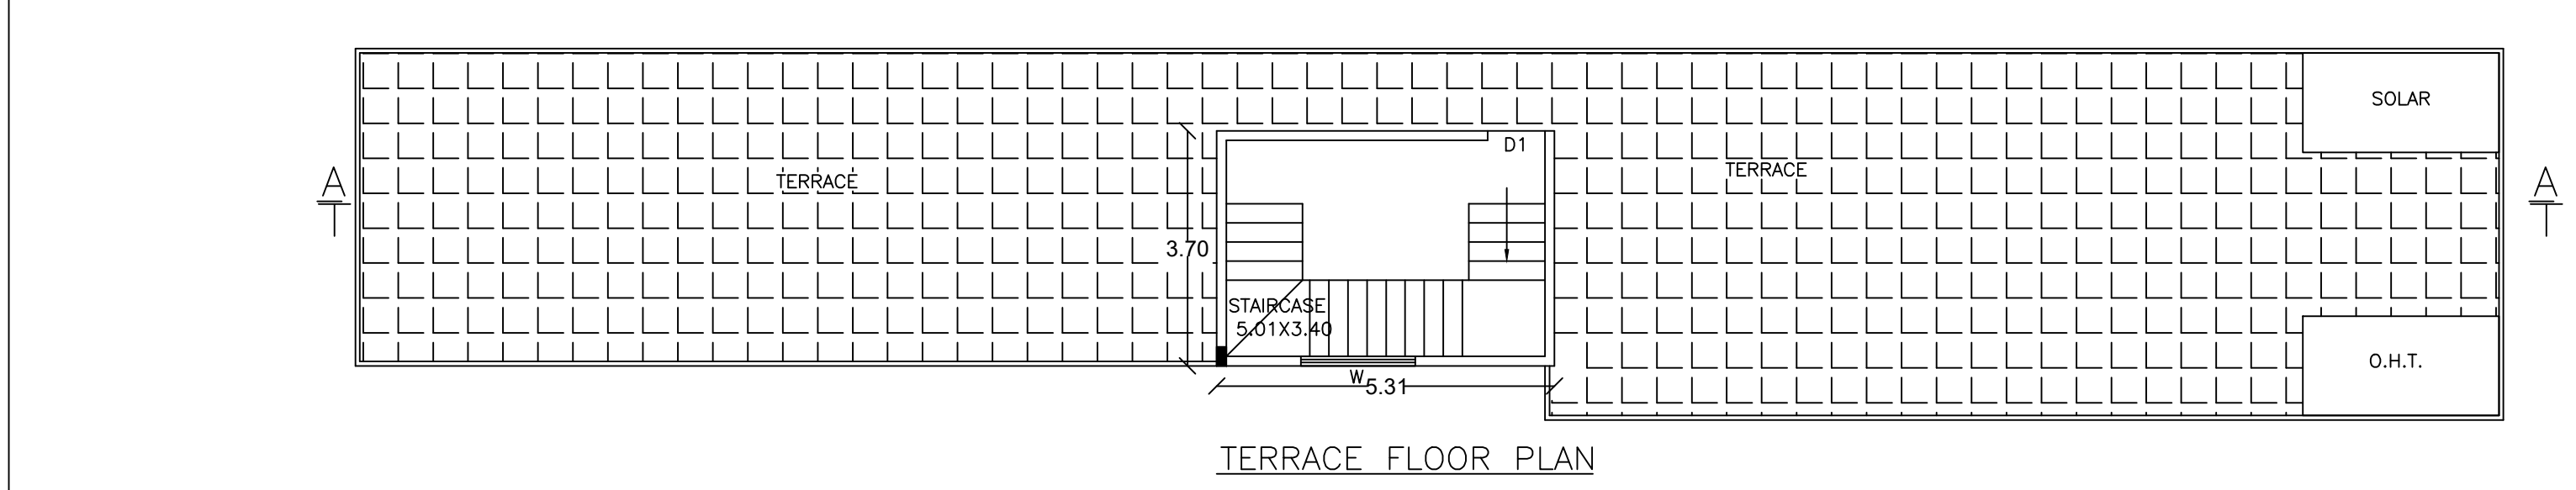 SOLAR
D1
TERRACE
TERRACE
A
A
3.70
STAIRCASE
5.01X3.40
O.H.T.
W
5.31
TERRACE FLOOR PLAN